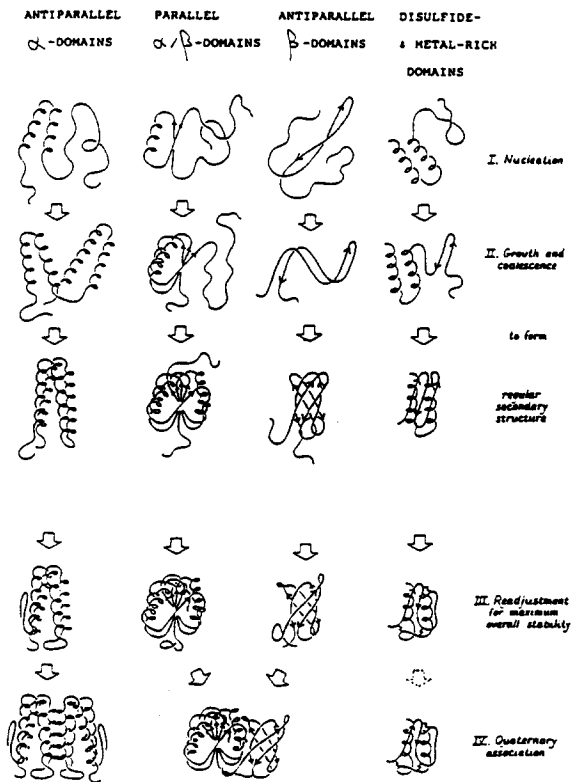 ANTIPARALLEL
α-DOMAINS
PARALLEL
α/β-DOMAINS
ANTIPARALLEL
β-DOMAINS
DISULFIDE-
& METAL-RICH
DOMAINS
I. Nucleation
II. Growth and
coalescence
to form
regular
secondary
structure
III. Readjustment
for maximum
overall stability
IV. Quaternary
association